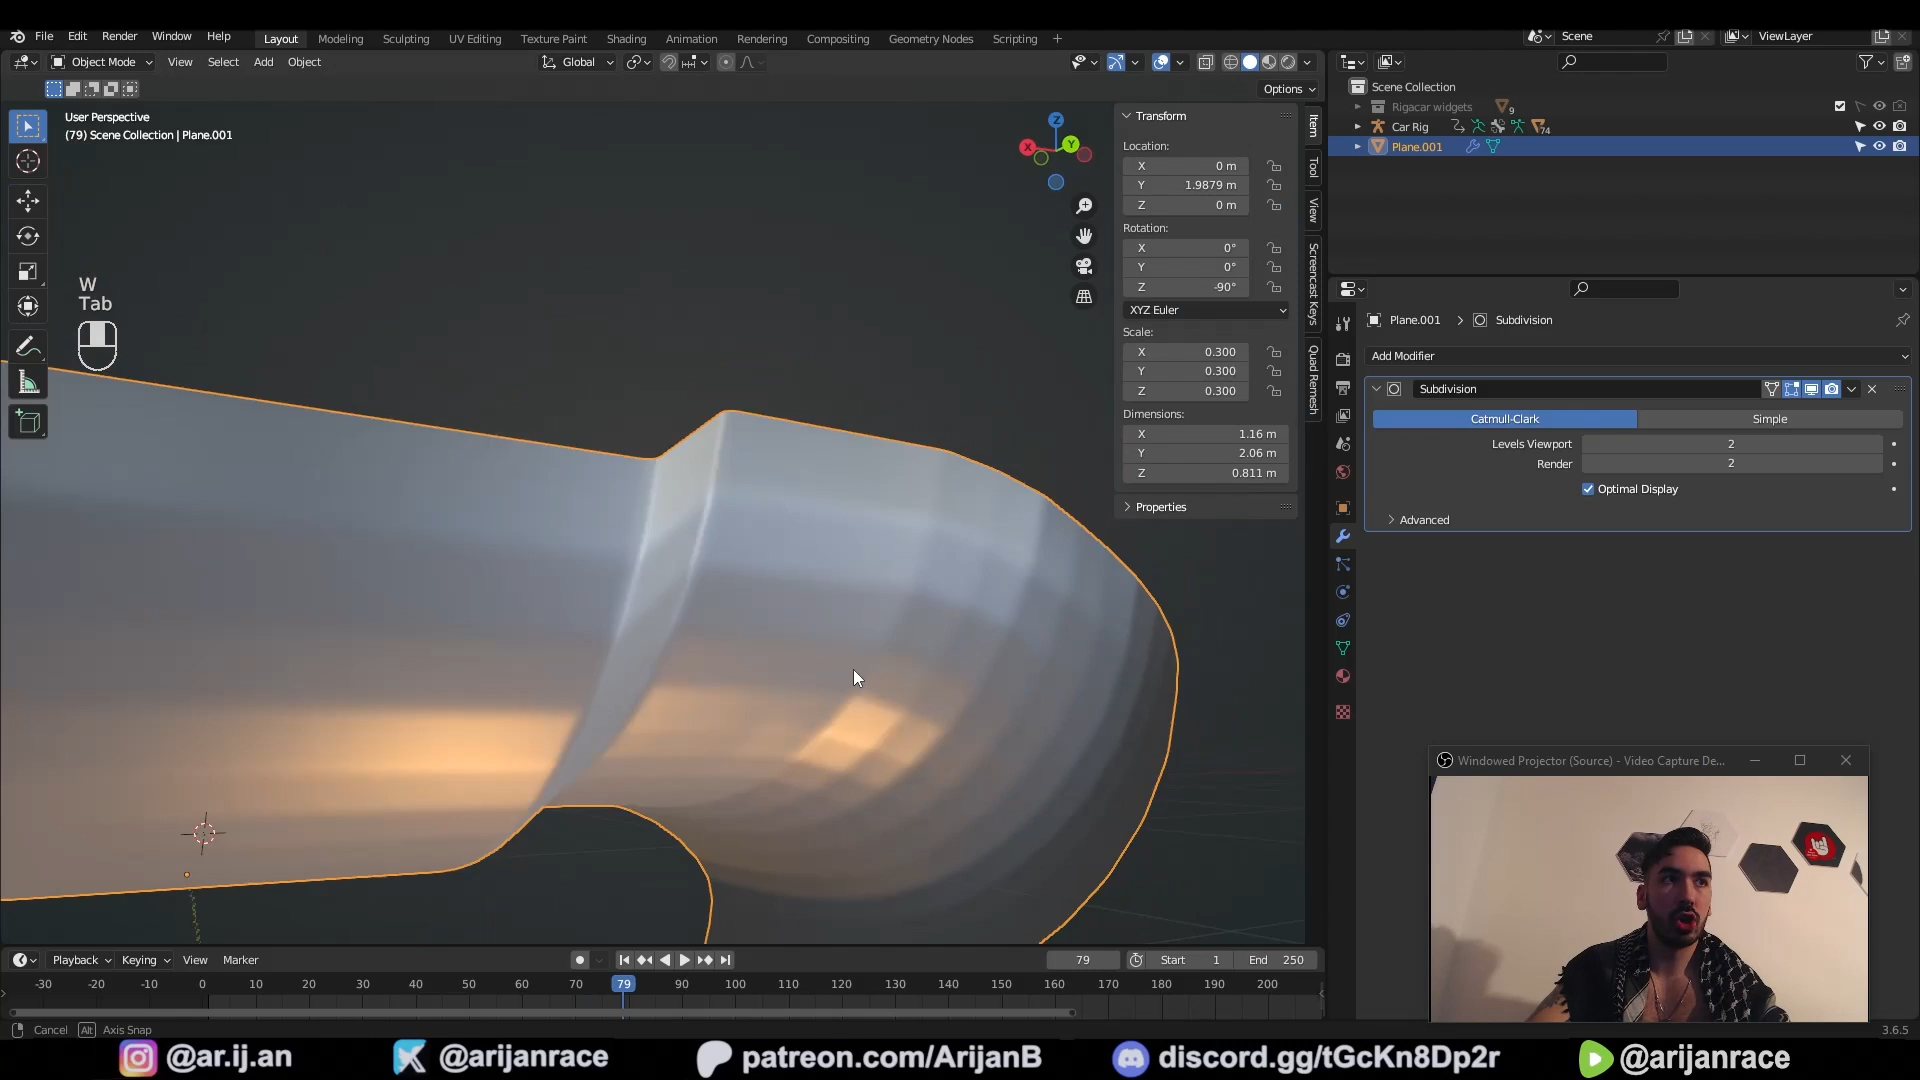 File Edit Render Window Help Layout Modeling Sculpting UV Editing Texture Paint Shading Animation Rendering Compositing Geometry Nodes Scripting + Scene ViewLayer
Object Mode View Select Add Object Global
Options
User Perspective
(79) Scene Collection | Plane.001
W
Tab
X Y Z
Transform
Location:
X 0 m
Y 1.9879 m
Z 0 m
Rotation:
X 0°
Y 0°
Z -90°
XYZ Euler
Scale:
X 0.300
Y 0.300
Z 0.300
Dimensions:
X 1.16 m
Y 2.06 m
Z 0.811 m
Properties
Item
Tool
View
Screencast Keys
Quad Remesh
Scene Collection
Rigacar widgets 9
Car Rig 74
Plane.001
Plane.001 > Subdivision
Add Modifier
Subdivision
Catmull-Clark Simple
Levels Viewport 2
Render 2
Optimal Display
Advanced
Windowed Projector (Source) - Video Capture De...
Playback Keying View Marker 79 Start 1 End 250
-30 -20 -10 0 10 20 30 40 50 60 70 79 90 100 110 120 130 140 150 160 170 180 190 200
Cancel Alt Axis Snap 3.6.5
@ar.ij.an @arijanrace patreon.com/ArijanB discord.gg/tGcKn8Dp2r @arijanrace